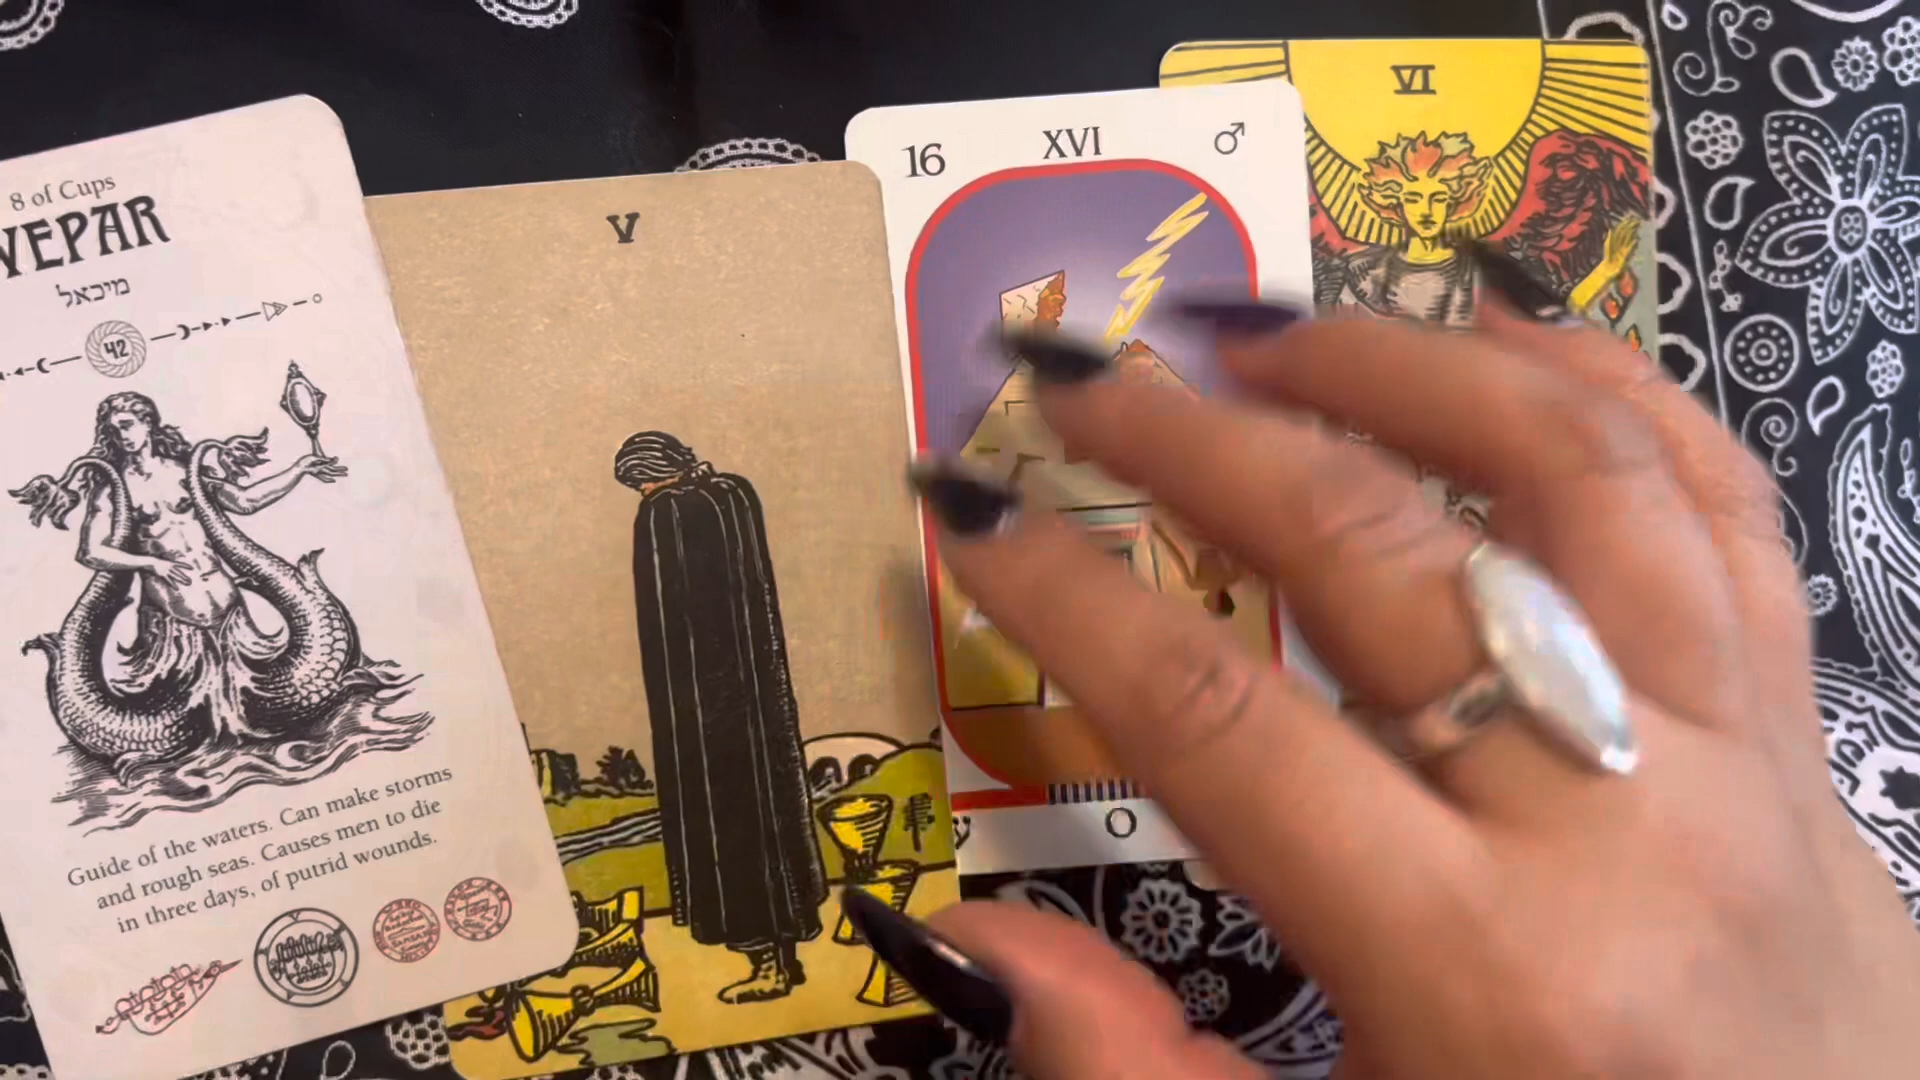 8 of Cups
VEPAR
מיכאל
42
Guide of the waters. Can make storms
and rough seas. Causes men to die
in three days, of putrid wounds.
V
16
XVI
♂
O
VI